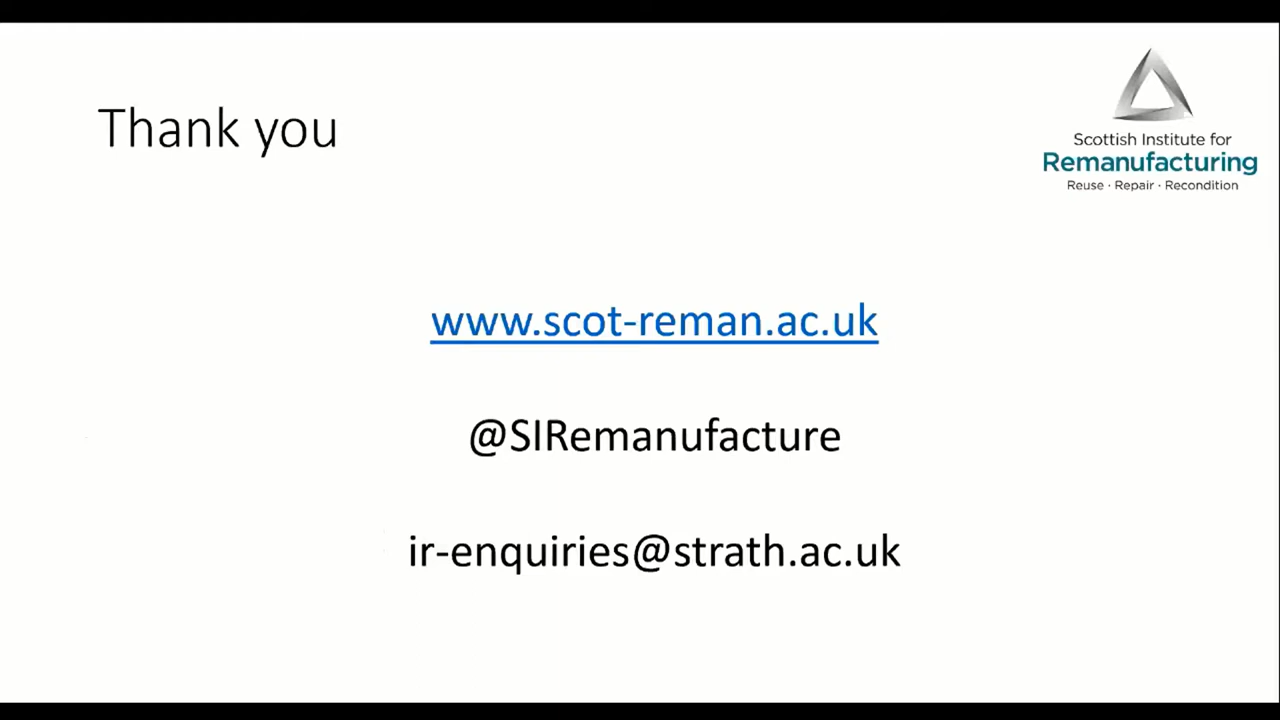 Thank you
Scottish Institute for
Remanufacturing
Reuse · Repair · Recondition
www.scot-reman.ac.uk
@SIRemanufacture
ir-enquiries@strath.ac.uk